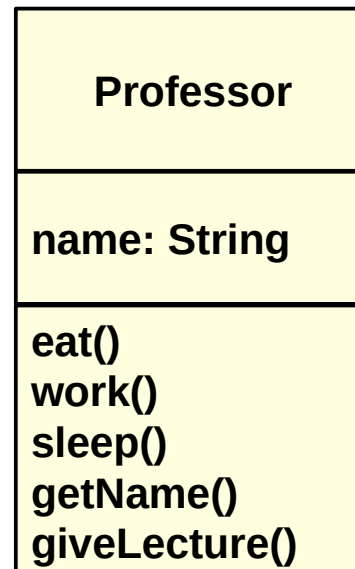 Professor
name: String
eat()
work()
sleep()
getName()
giveLecture()